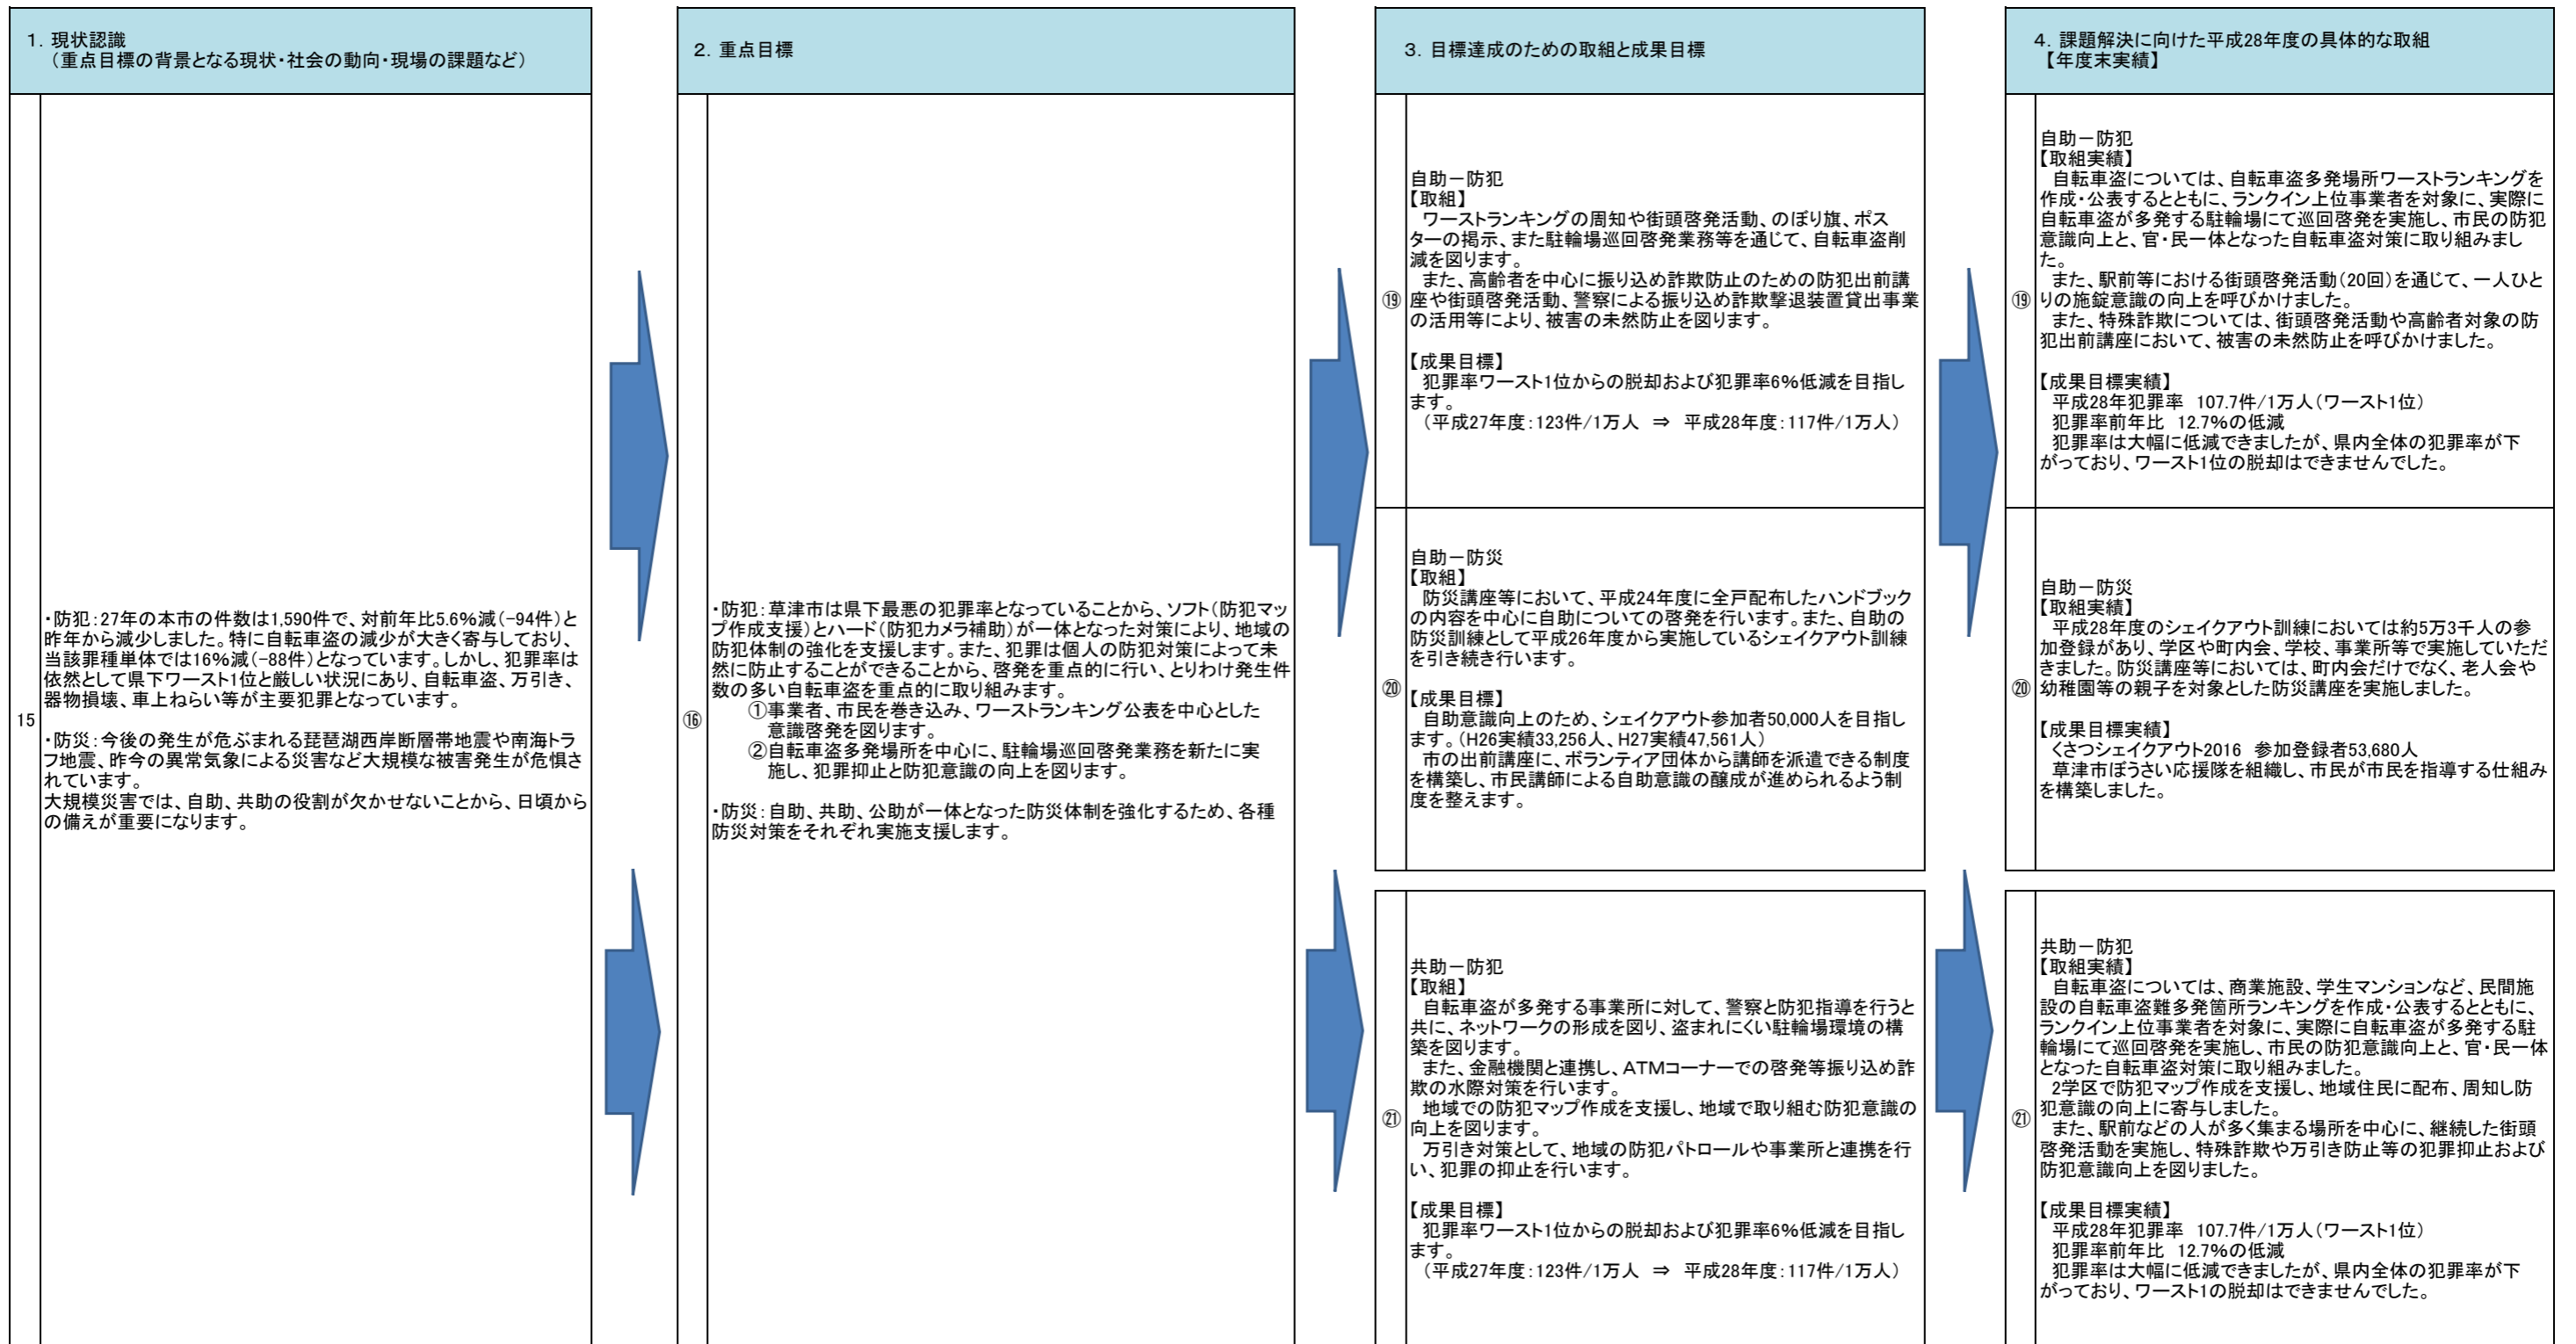 1．現状認識
（重点目標の背景となる現状・社会の動向・現場の課題など）
15
・防犯：27年の本市の件数は1,590件で、対前年比5.6％減（-94件）と
昨年から減少しました。特に自転車盗の減少が大きく寄与しており、
当該罪種単体では16％減（-88件）となっています。しかし、犯罪率は
依然として県下ワースト1位と厳しい状況にあり、自転車盗、万引き、
器物損壊、車上ねらい等が主要犯罪となっています。
・防災：今後の発生が危ぶまれる琵琶湖西岸断層帯地震や南海トラ
フ地震、昨今の異常気象による災害など大規模な被害発生が危惧さ
れています。
大規模災害では、自助、共助の役割が欠かせないことから、日頃から
の備えが重要になります。
2．重点目標
⑯
・防犯：草津市は県下最悪の犯罪率となっていることから、ソフト（防犯マッ
プ作成支援）とハード（防犯カメラ補助）が一体となった対策により、地域の
防犯体制の強化を支援します。また、犯罪は個人の防犯対策によって未
然に防止することができることから、啓発を重点的に行い、とりわけ発生件
数の多い自転車盗を重点的に取り組みます。
①事業者、市民を巻き込み、ワーストランキング公表を中心とした
意識啓発を図ります。
②自転車盗多発場所を中心に、駐輪場巡回啓発業務を新たに実
施し、犯罪抑止と防犯意識の向上を図ります。
・防災：自助、共助、公助が一体となった防災体制を強化するため、各種
防災対策をそれぞれ実施支援します。
3．目標達成のための取組と成果目標
⑲
自助－防犯
【取組】
ワーストランキングの周知や街頭啓発活動、のぼり旗、ポス
ターの掲示、また駐輪場巡回啓発業務等を通じて、自転車盗削
減を図ります。
また、高齢者を中心に振り込め詐欺防止のための防犯出前講
座や街頭啓発活動、警察による振り込め詐欺撃退装置貸出事業
の活用等により、被害の未然防止を図ります。
【成果目標】
犯罪率ワースト1位からの脱却および犯罪率6％低減を目指し
ます。
（平成27年度：123件/1万人　⇒　平成28年度：117件/1万人）
⑳
自助－防災
【取組】
防災講座等において、平成24年度に全戸配布したハンドブック
の内容を中心に自助についての啓発を行います。また、自助の
防災訓練として平成26年度から実施しているシェイクアウト訓練
を引き続き行います。
【成果目標】
自助意識向上のため、シェイクアウト参加者50,000人を目指し
ます。（H26実績33,256人、H27実績47,561人）
市の出前講座に、ボランティア団体から講師を派遣できる制度
を構築し、市民講師による自助意識の醸成が進められるよう制
度を整えます。
㉑
共助－防犯
【取組】
自転車盗が多発する事業所に対して、警察と防犯指導を行うと
共に、ネットワークの形成を図り、盗まれにくい駐輪場環境の構
築を図ります。
また、金融機関と連携し、ATMコーナーでの啓発等振り込め詐
欺の水際対策を行います。
地域での防犯マップ作成を支援し、地域で取り組む防犯意識の
向上を図ります。
万引き対策として、地域の防犯パトロールや事業所と連携を行
い、犯罪の抑止を行います。
【成果目標】
犯罪率ワースト1位からの脱却および犯罪率6％低減を目指し
ます。
（平成27年度：123件/1万人　⇒　平成28年度：117件/1万人）
4．課題解決に向けた平成28年度の具体的な取組
【年度末実績】
⑲
自助－防犯
【取組実績】
自転車盗については、自転車盗多発場所ワーストランキングを
作成・公表するとともに、ランクイン上位事業者を対象に、実際に
自転車盗が多発する駐輪場にて巡回啓発を実施し、市民の防犯
意識向上と、官・民一体となった自転車盗対策に取り組みまし
た。
また、駅前等における街頭啓発活動（20回）を通じて、一人ひと
りの施錠意識の向上を呼びかけました。
また、特殊詐欺については、街頭啓発活動や高齢者対象の防
犯出前講座において、被害の未然防止を呼びかけました。
【成果目標実績】
平成28年犯罪率　107.7件/1万人（ワースト1位）
犯罪率前年比　12.7％の低減
犯罪率は大幅に低減できましたが、県内全体の犯罪率が下
がっており、ワースト1位の脱却はできませんでした。
⑳
自助－防災
【取組実績】
平成28年度のシェイクアウト訓練においては約5万3千人の参
加登録があり、学区や町内会、学校、事業所等で実施していただ
きました。防災講座等においては、町内会だけでなく、老人会や
幼稚園等の親子を対象とした防災講座を実施しました。
【成果目標実績】
くさつシェイクアウト2016　参加登録者53,680人
草津市ぼうさい応援隊を組織し、市民が市民を指導する仕組み
を構築しました。
㉑
共助－防犯
【取組実績】
自転車盗については、商業施設、学生マンションなど、民間施
設の自転車盗難多発箇所ランキングを作成・公表するとともに、
ランクイン上位事業者を対象に、実際に自転車盗が多発する駐
輪場にて巡回啓発を実施し、市民の防犯意識向上と、官・民一体
となった自転車盗対策に取り組みました。
2学区で防犯マップ作成を支援し、地域住民に配布、周知し防
犯意識の向上に寄与しました。
また、駅前などの人が多く集まる場所を中心に、継続した街頭
啓発活動を実施し、特殊詐欺や万引き防止等の犯罪抑止および
防犯意識向上を図りました。
【成果目標実績】
平成28年犯罪率　107.7件/1万人（ワースト1位）
犯罪率前年比　12.7％の低減
犯罪率は大幅に低減できましたが、県内全体の犯罪率が下
がっており、ワースト1の脱却はできませんでした。